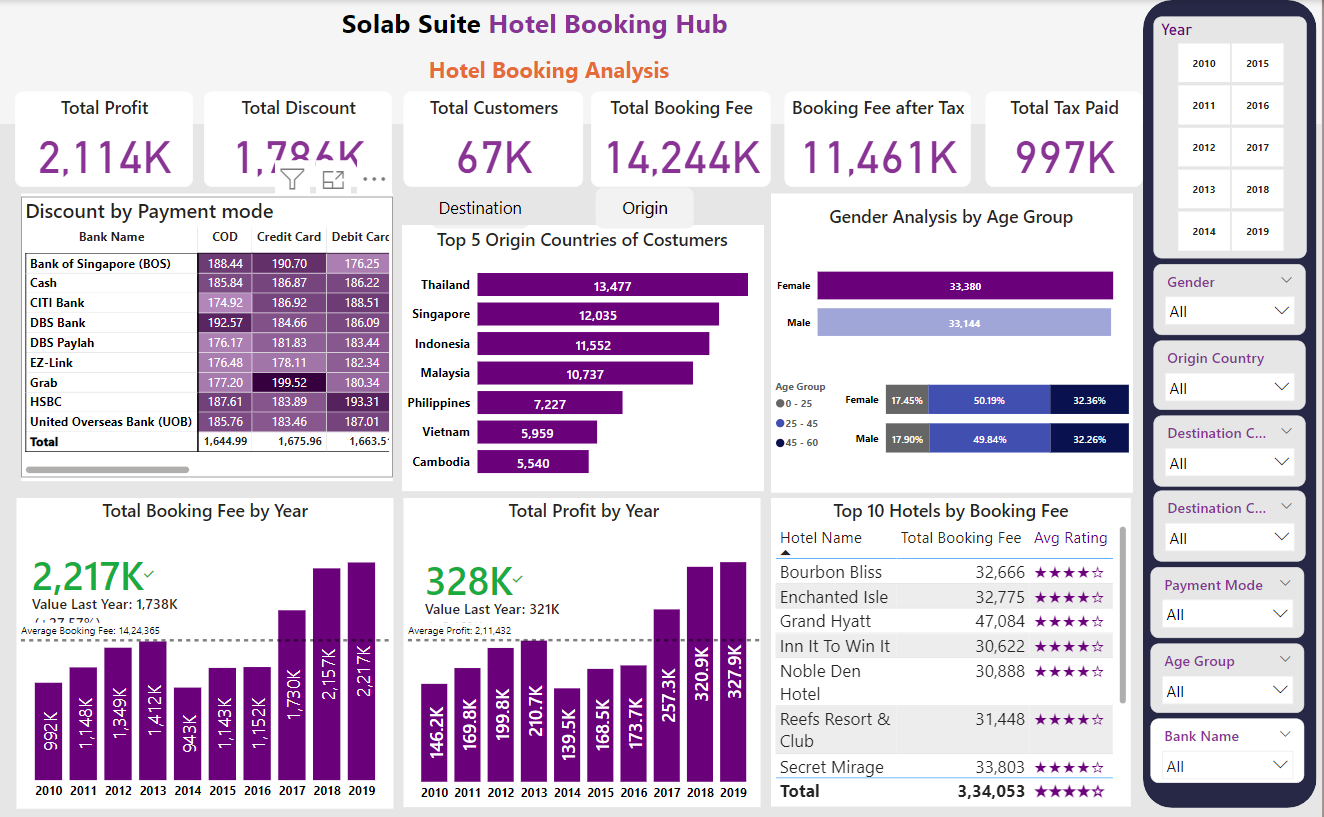 Solab Suite Hotel Booking Hub
Hotel Booking Analysis
Total Profit
2,114K
Total Discount
1,786K
Total Customers
67K
Total Booking Fee
14,244K
Booking Fee after Tax
11,461K
Total Tax Paid
997K
Discount by Payment mode
Bank Name COD Credit Card Debit Card
Bank of Singapore (BOS) 188.44 190.70 176.25
Cash 185.84 186.87 186.22
CITI Bank 174.92 186.92 188.51
DBS Bank 192.57 184.66 186.09
DBS Paylah 176.17 181.83 183.44
EZ-Link 176.48 178.11 182.34
Grab 177.20 199.52 180.34
HSBC 187.61 183.89 193.31
United Overseas Bank (UOB) 185.76 183.46 187.01
Total 1,644.99 1,675.96 1,663.5
Destination
Origin
Top 5 Origin Countries of Costumers
Thailand 13,477
Singapore 12,035
Indonesia 11,552
Malaysia 10,737
Philippines 7,227
Vietnam 5,959
Cambodia 5,540
Gender Analysis by Age Group
Female 33,380
Male 33,144
Age Group
0 - 25
25 - 45
45 - 60
Female 17.45% 50.19% 32.36%
Male 17.90% 49.84% 32.26%
Total Booking Fee by Year
2,217K
Value Last Year: 1,738K
(+27.57%)
Average Booking Fee: 14,24,365
992K 1,148K 1,349K 1,412K 943K 1,143K 1,152K 1,730K 2,157K 2,217K
2010 2011 2012 2013 2014 2015 2016 2017 2018 2019
Total Profit by Year
328K
Value Last Year: 321K
Average Profit: 2,11,432
146.2K 169.8K 199.8K 210.7K 139.5K 168.5K 173.7K 257.3K 320.9K 327.9K
2010 2011 2012 2013 2014 2015 2016 2017 2018 2019
Top 10 Hotels by Booking Fee
Hotel Name Total Booking Fee Avg Rating
Bourbon Bliss 32,666 ★★★★☆
Enchanted Isle 32,775 ★★★★☆
Grand Hyatt 47,084 ★★★★☆
Inn It To Win It 30,622 ★★★★☆
Noble Den
Hotel 30,888 ★★★★☆
Reefs Resort &
Club 31,448 ★★★★☆
Secret Mirage 33,803 ★★★★☆
Total 3,34,053 ★★★★☆
Year
2010 2015
2011 2016
2012 2017
2013 2018
2014 2019
Gender
All
Origin Country
All
Destination C...
All
Destination C...
All
Payment Mode
All
Age Group
All
Bank Name
All